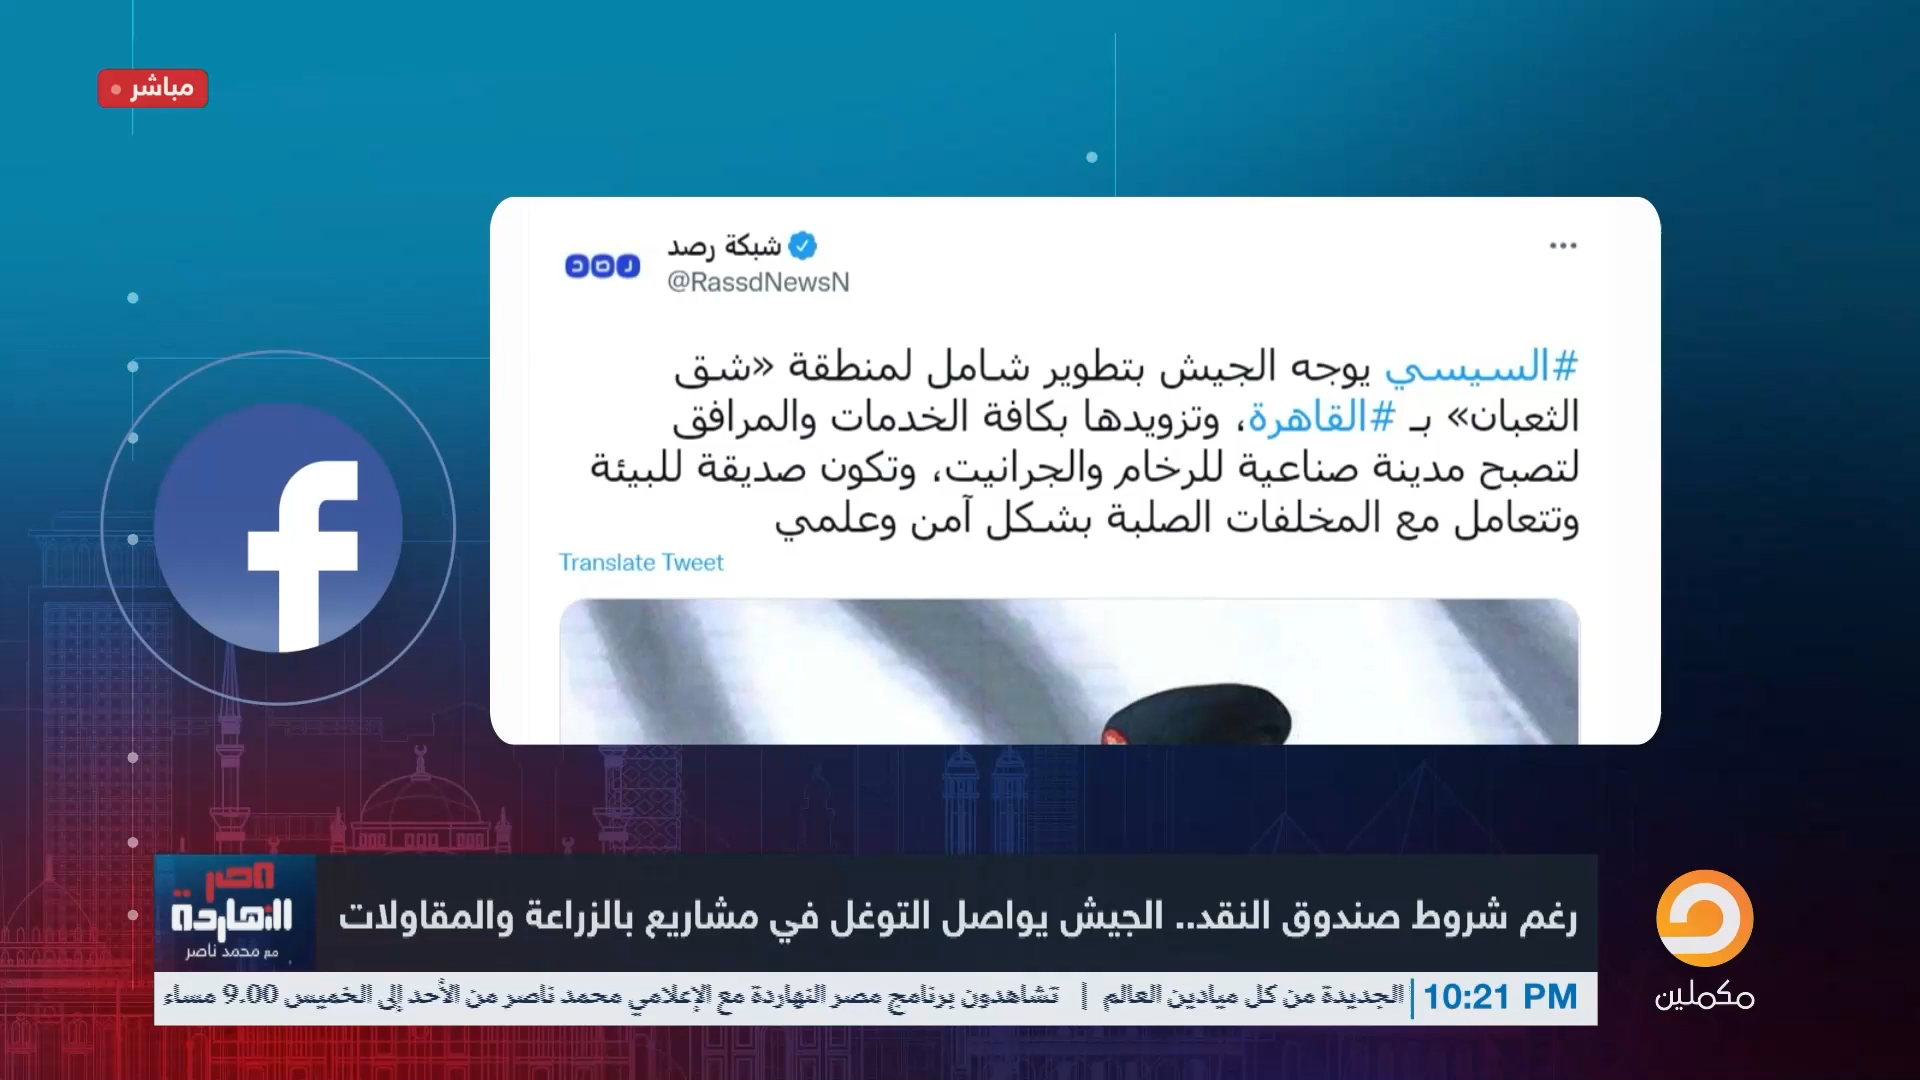 مباشر
شبكة رصد
@RassdNewsN
رصد
#السيسي يوجه الجيش بتطوير شامل لمنطقة «شق
الثعبان» بـ #القاهرة، وتزويدها بكافة الخدمات والمرافق
لتصبح مدينة صناعية للرخام والجرانيت، وتكون صديقة للبيئة
وتتعامل مع المخلفات الصلبة بشكل آمن وعلمي
Translate Tweet
مصر
النهاردة
مع محمد ناصر
رغم شروط صندوق النقد.. الجيش يواصل التوغل في مشاريع بالزراعة والمقاولات
10:21 PM
الجديدة من كل ميادين العالم | تشاهدون برنامج مصر النهاردة مع الإعلامي محمد ناصر من الأحد إلى الخميس 9.00 مساء
مكملين